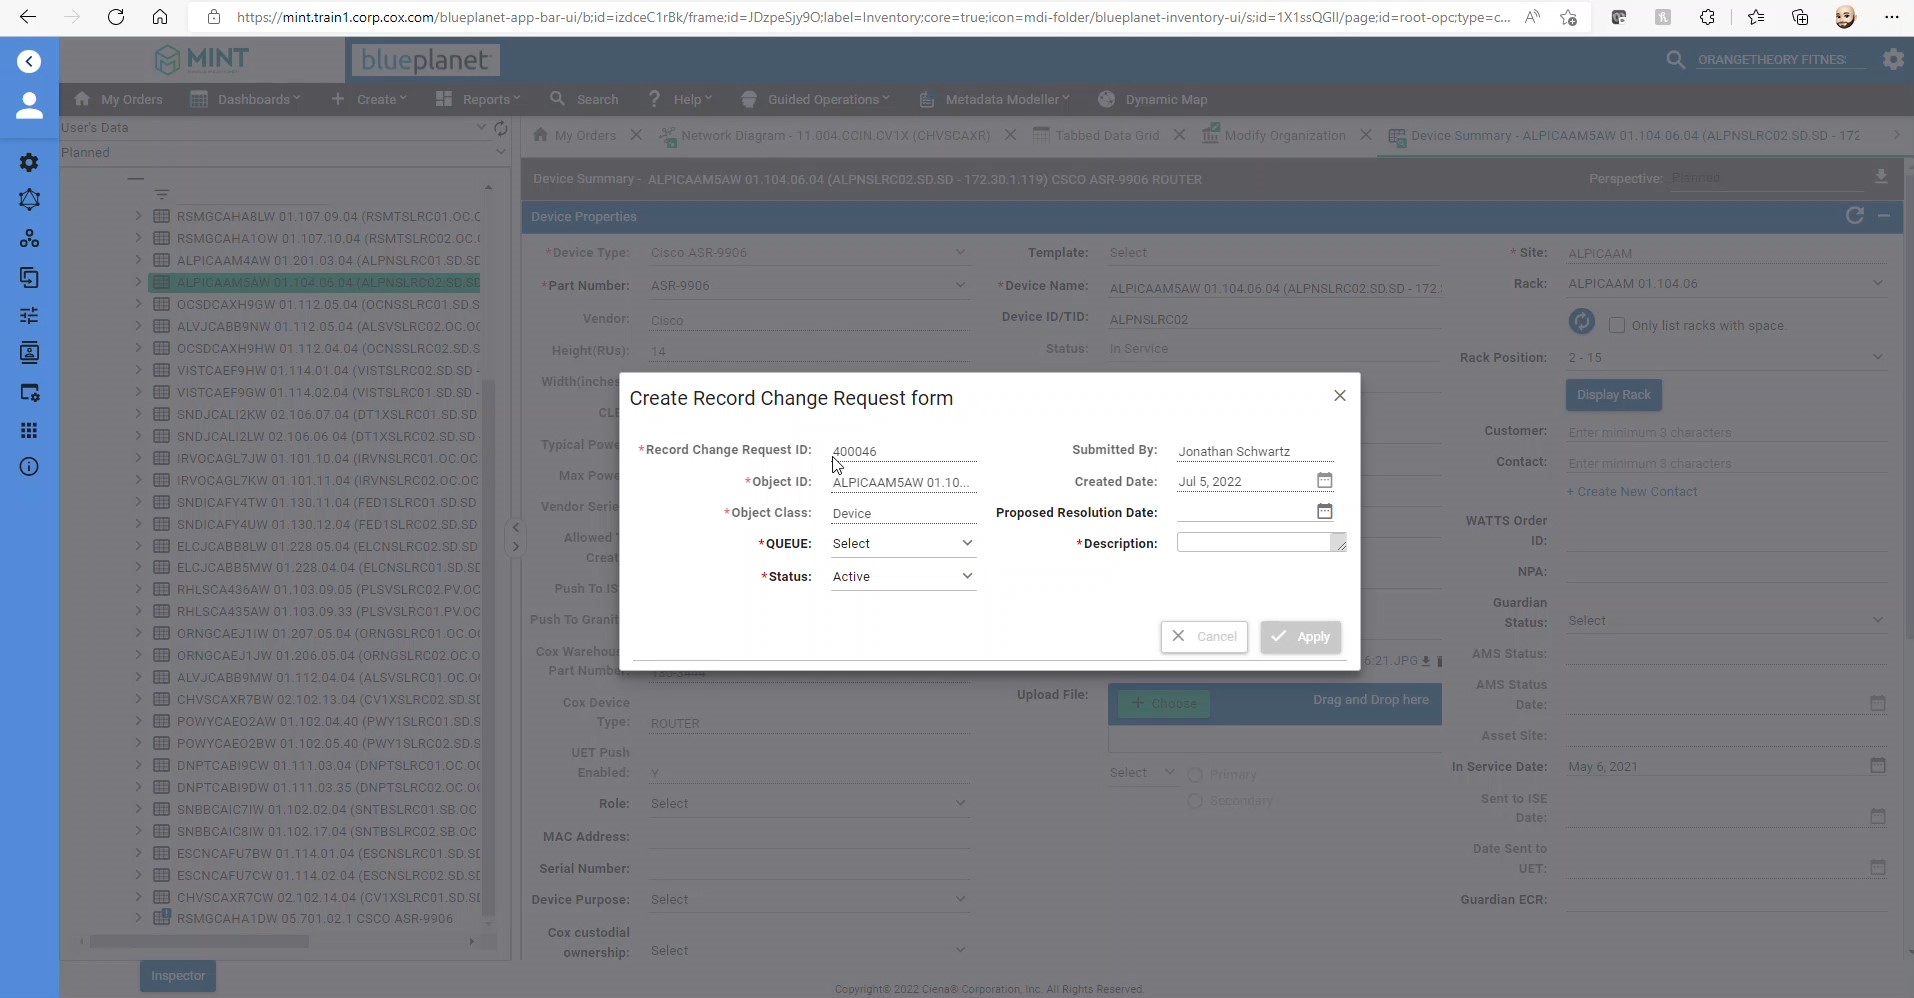 https://mint.train1.corp.cox.com/blueplanet-app-bar-ui/b;id=izdceC1rBk/frame;id=JDzpeSjy9O;label=Inventory;core=true;icon=mdi-folder/blueplanet-inventory-ui/s;id=1X1ssQGIl/page;id=root-opc;type=c...
MINT
blueplanet
ORANGETHEORY FITNES
My Orders
Dashboards
Create
Reports
Search
Help
Guided Operations
Metadata Modeller
Dynamic Map
User's Data
Planned
RSMGCAHA8LW 01.107.09.04 (RSMTSLRC01.OC.C
RSMGCAHA1OW 01.107.10.04 (RSMTSLRC02.OC.
ALPICAAM4AW 01.201.03.04 (ALPNSLRC01.SD.SD
ALPICAAM5AW 01.104.05.04 (ALPNSLRC02.SD.SD
OCSDCAXH9GW 01.112.05.04 (OCNSSLRC01.SD.S
ALVJCABB9NW 01.112.05.04 (ALSVSLRC02.OC.OC
OCSDCAXH9HW 01.112.04.04 (OCNSSLRC02.SD.S
VISTCAEF9HW 01.114.01.04 (VISTSLRC02.SD.SD -
VISTCAEF9GW 01.114.02.04 (VISTSLRC01.SD.SD -
SNDJCALI2KW 02.106.07.04 (DT1XSLRC01.SD.SD
SNDJCALI2LW 02.106.06.04 (DT1XSLRC02.SD.SD
IRVOCAGL7JW 01.101.10.04 (IRVNSLRC01.OC.OC
IRVOCAGL7KW 01.101.11.04 (IRVNSLRC02.OC.OC
SNDICAFY4TW 01.130.11.04 (FED1SLRC01.SD.SD
SNDICAFY4UW 01.130.12.04 (FED1SLRC02.SD.SD
ELCJCABB8LW 01.228.05.04 (ELCNSLRC02.SD.SD
ELCJCABB5MW 01.228.04.04 (ELCNSLRC01.SD.SD
RHLSCA436AW 01.103.09.05 (PLSVSLRC02.PV.OC
RHLSCA435AW 01.103.09.33 (PLSVSLRC01.PV.OC
ORNGCAEJ1IW 01.207.05.04 (ORNGSLRC01.OC.OC
ORNGCAEJ1JW 01.206.05.04 (ORNGSLRC02.OC.O
ALVJCABB9MW 01.112.04.04 (ALSVSLRC01.OC.O
CHVSCAXR7BW 02.102.13.04 (CV1XSLRC02.SD.SD
POWYCAEO2AW 01.102.04.40 (PWY1SLRC01.SD.S
POWYCAEO2BW 01.102.05.40 (PWY1SLRC02.SD.S
DNPTCABI9CW 01.111.03.04 (DNPTSLRC01.OC.OC
DNPTCABI9DW 01.111.03.35 (DNPTSLRC02.OC.OC
SNBBCAIC7IW 01.102.02.04 (SNTBSLRC01.SB.OC
SNBBCAIC8IW 01.102.17.04 (SNTBSLRC02.SB.OC
ESCNCAFU7BW 01.114.01.04 (ESCNSLRC01.SD.SD
ESCNCAFU7CW 01.114.02.04 (ESCNSLRC02.SD.SD
CHVSCAXR7CW 02.102.14.04 (CV1XSLRC01.SD.SD
RSMGCAHA1DW 05.701.02.1 CSCO ASR-9906
Inspector
My Orders
Network Diagram - 11.004.CCIN.CV1X (CHVSCAXR)
Tabbed Data Grid
Modify Organization
Device Summary - ALPICAAM5AW 01.104.06.04 (ALPNSLRC02.SD.SD - 172
Device Summary - ALPICAAM5AW 01.104.06.04 (ALPNSLRC02.SD.SD - 172.30.1.119) CSCO ASR-9906 ROUTER
Perspective: Planned
Device Properties
*Device Type: Cisco ASR-9906
*Part Number: ASR-9906
Vendor: Cisco
Height(RUs): 14
Width(inche
CL
Typical Powe
Max Powe
Vendor Serie
Allowed
Creat
Push To IS
Push To Granit
Cox Warehou
Part Number
Cox Device
Type: ROUTER
UET Push
Enabled: Y
Role: Select
MAC Address:
Serial Number:
Device Purpose: Select
Cox custodial
ownership: Select
Template: Select
*Device Name: ALPICAAM5AW 01.104.06.04 (ALPNSLRC02.SD.SD - 172.
Device ID/TID: ALPNSLRC02
Status: In Service
6:21.JPG
Upload File:
+ Choose
Drag and Drop here
Select
Primary
Secondary
* Site: ALPICAAM
Rack: ALPICAAM 01.104.06
Only list racks with space
Rack Position: 2 - 15
Display Rack
Customer: Enter minimum 3 characters
Contact: Enter minimum 3 characters
+ Create New Contact
WATTS Order
ID:
NPA:
Guardian
Status: Select
AMS Status:
AMS Status
Date:
Asset Site:
In Service Date: May 6, 2021
Sent to ISE
Date:
Date Sent to
UET:
Guardian ECR:
Create Record Change Request form
*Record Change Request ID: 400046
*Object ID: ALPICAAM5AW 01.10...
*Object Class: Device
*QUEUE: Select
*Status: Active
Submitted By: Jonathan Schwartz
Created Date: Jul 5, 2022
Proposed Resolution Date:
*Description:
Cancel
Apply
Copyright© 2022 Ciena® Corporation, Inc. All Rights Reserved.